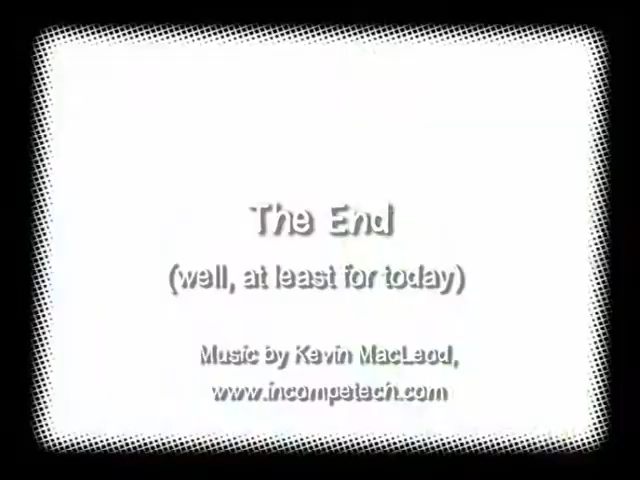 The End
(well, at least for today)
Music by Kevin MacLeod,
www.incompetech.com